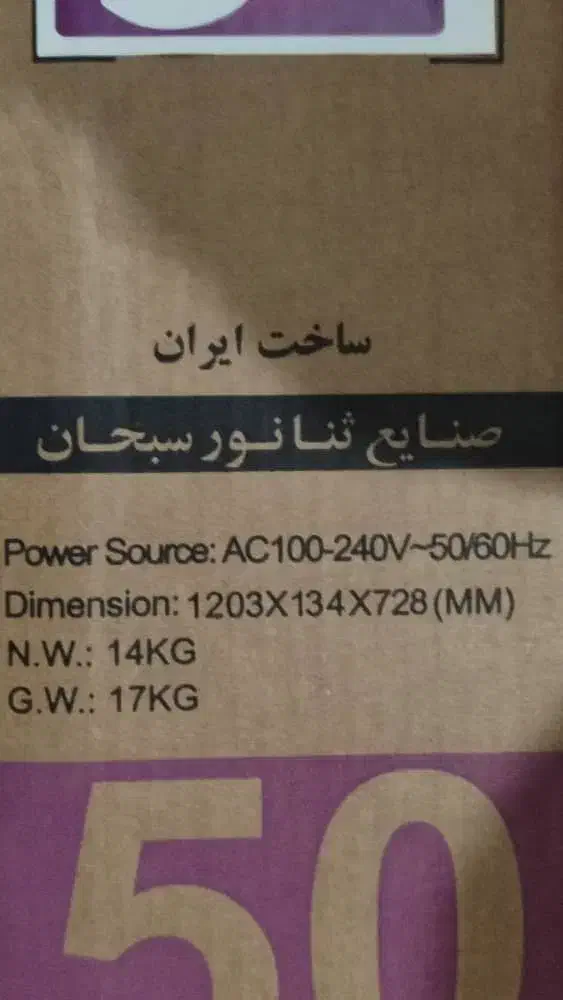 ساخت ایران
صنایع ثنا نور سبحان
Power Source: AC100-240V~50/60Hz
Dimension: 1203X134X728(MM)
N.W.: 14KG
G.W.: 17KG
50